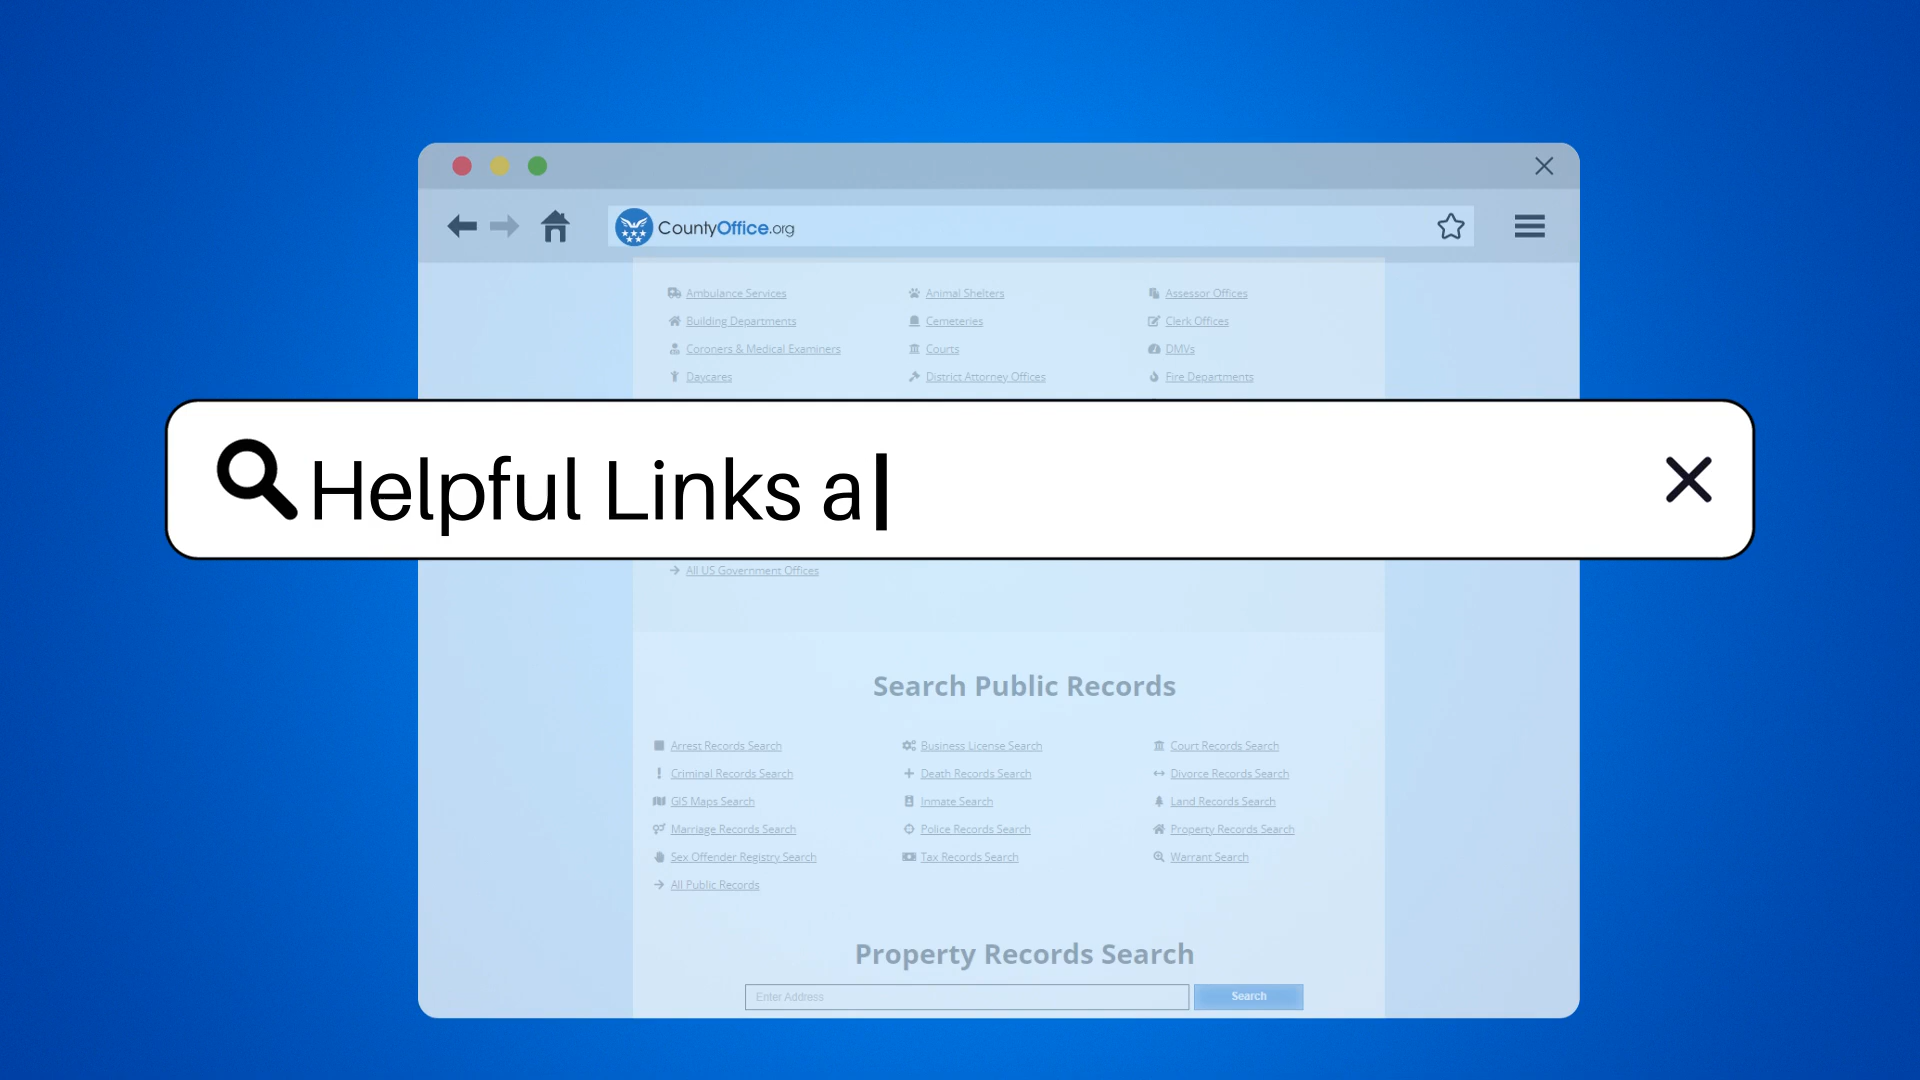 CountyOffice.org
Ambulance Services Animal Shelters Assessor Offices
Building Departments Cemeteries Clerk Offices
Coroners & Medical Examiners Courts DMVs
Daycares District Attorney Offices Fire Departments
Helpful Links a
All US Government Offices
Search Public Records
Arrest Records Search Business License Search Court Records Search
Criminal Records Search Death Records Search Divorce Records Search
GIS Maps Search Inmate Search Land Records Search
Marriage Records Search Police Records Search Property Records Search
Sex Offender Registry Search Tax Records Search Warrant Search
All Public Records
Property Records Search
Enter Address Search